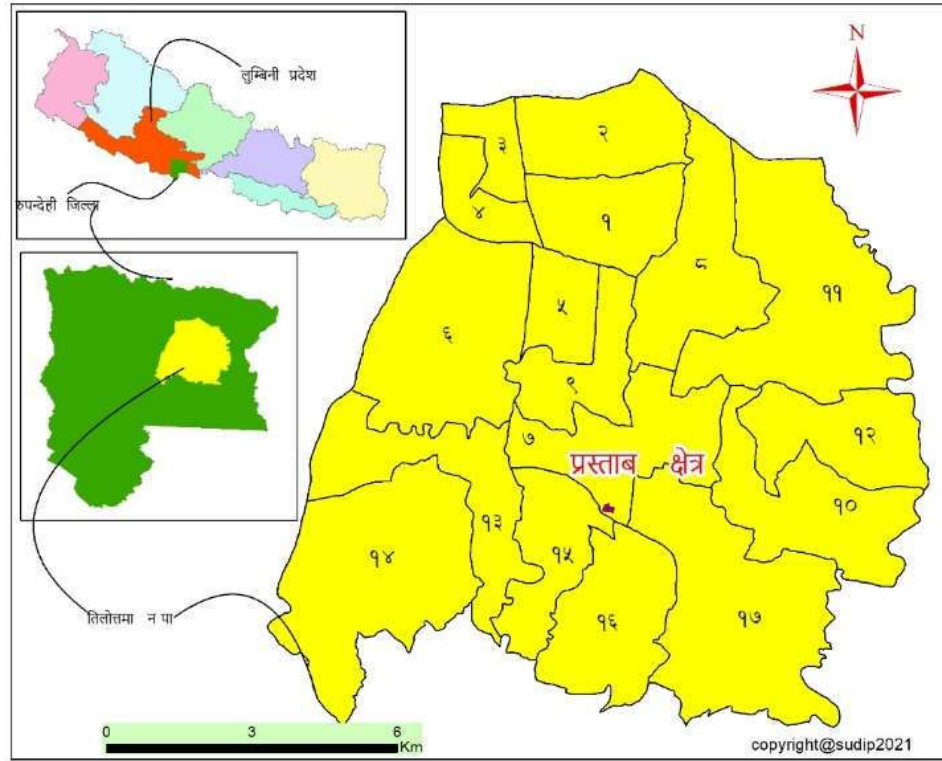 लुम्बिनी प्रदेश
रुपन्देही जिल्ला
तिलोत्तमा न पा
N
३
२
४
१
८
११
५
६
९
७
१२
प्रस्ताब क्षेत्र
१०
१३
१४
१५
१६
१७
0 3 6
Km
copyright@sudip2021